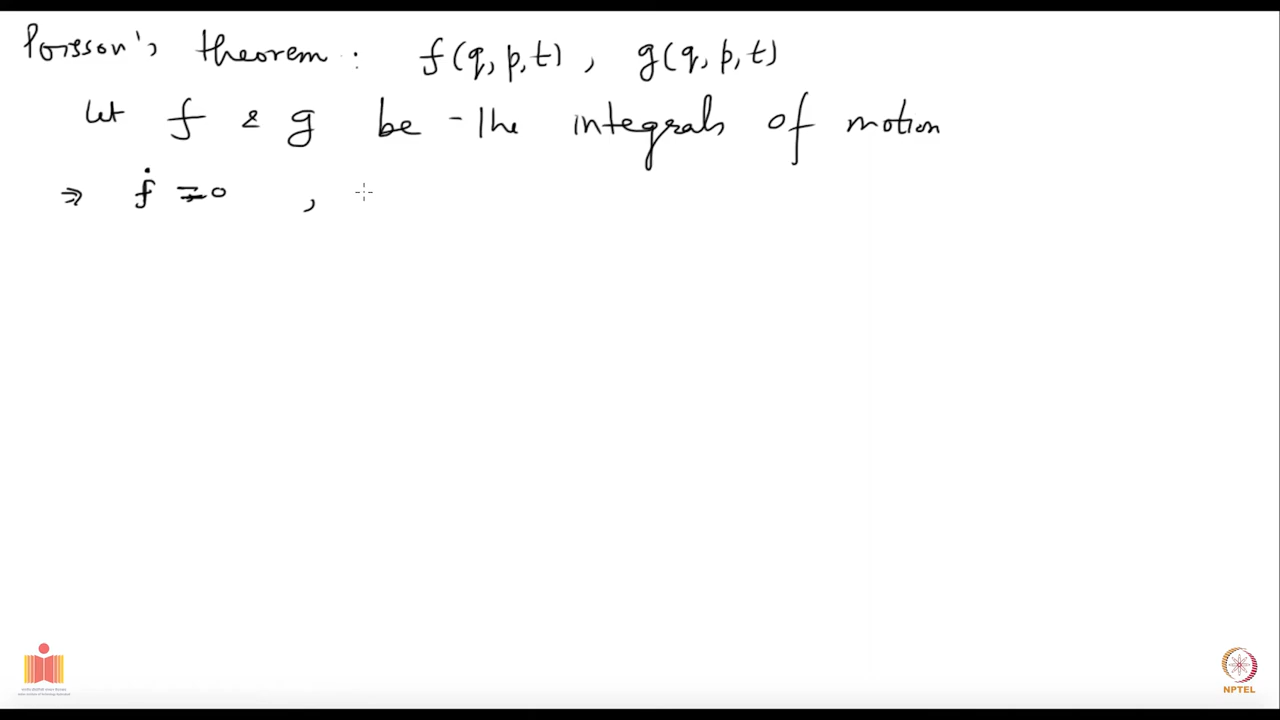 Poisson's theorem : f(q, p, t) , g(q, p, t)
Let f & g be the integrals of motion
⇒ ḟ = 0 ,
NPTEL